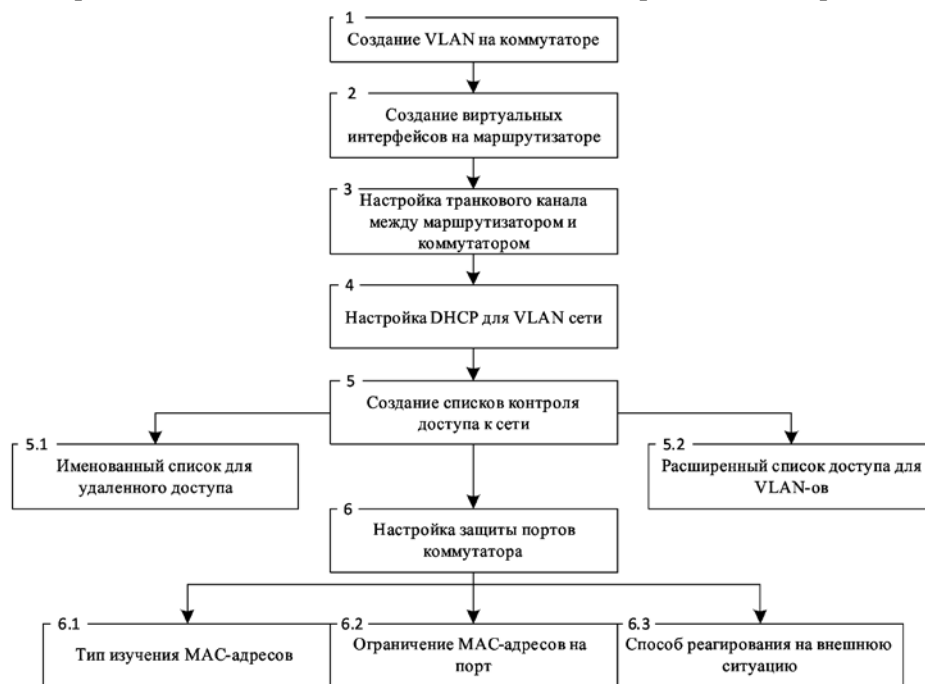 1
Создание VLAN на коммутаторе
2
Создание виртуальных
интерфейсов на маршрутизаторе
3
Настройка транкового канала
между маршрутизатором и
коммутатором
4
Настройка DHCP для VLAN сети
5
Создание списков контроля
доступа к сети
5.1
Именованный список для
удаленного доступа
5.2
Расширенный список доступа для
VLAN-ов
6
Настройка защиты портов
коммутатора
6.1
Тип изучения MAC-адресов
6.2
Ограничение MAC-адресов на
порт
6.3
Способ реагирования на внешнюю
ситуацию